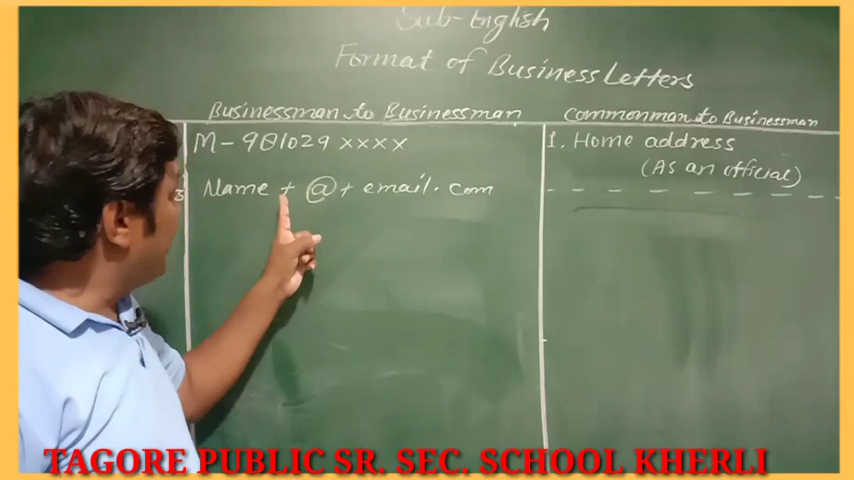 Sub-English
Format of Business Letters
Businessman to Businessman
M- 981029 xxxx
3 Name + @ + email. com
Commonman to Businessman
1. Home address
(As an official)
TAGORE PUBLIC SR. SEC. SCHOOL KHERLI